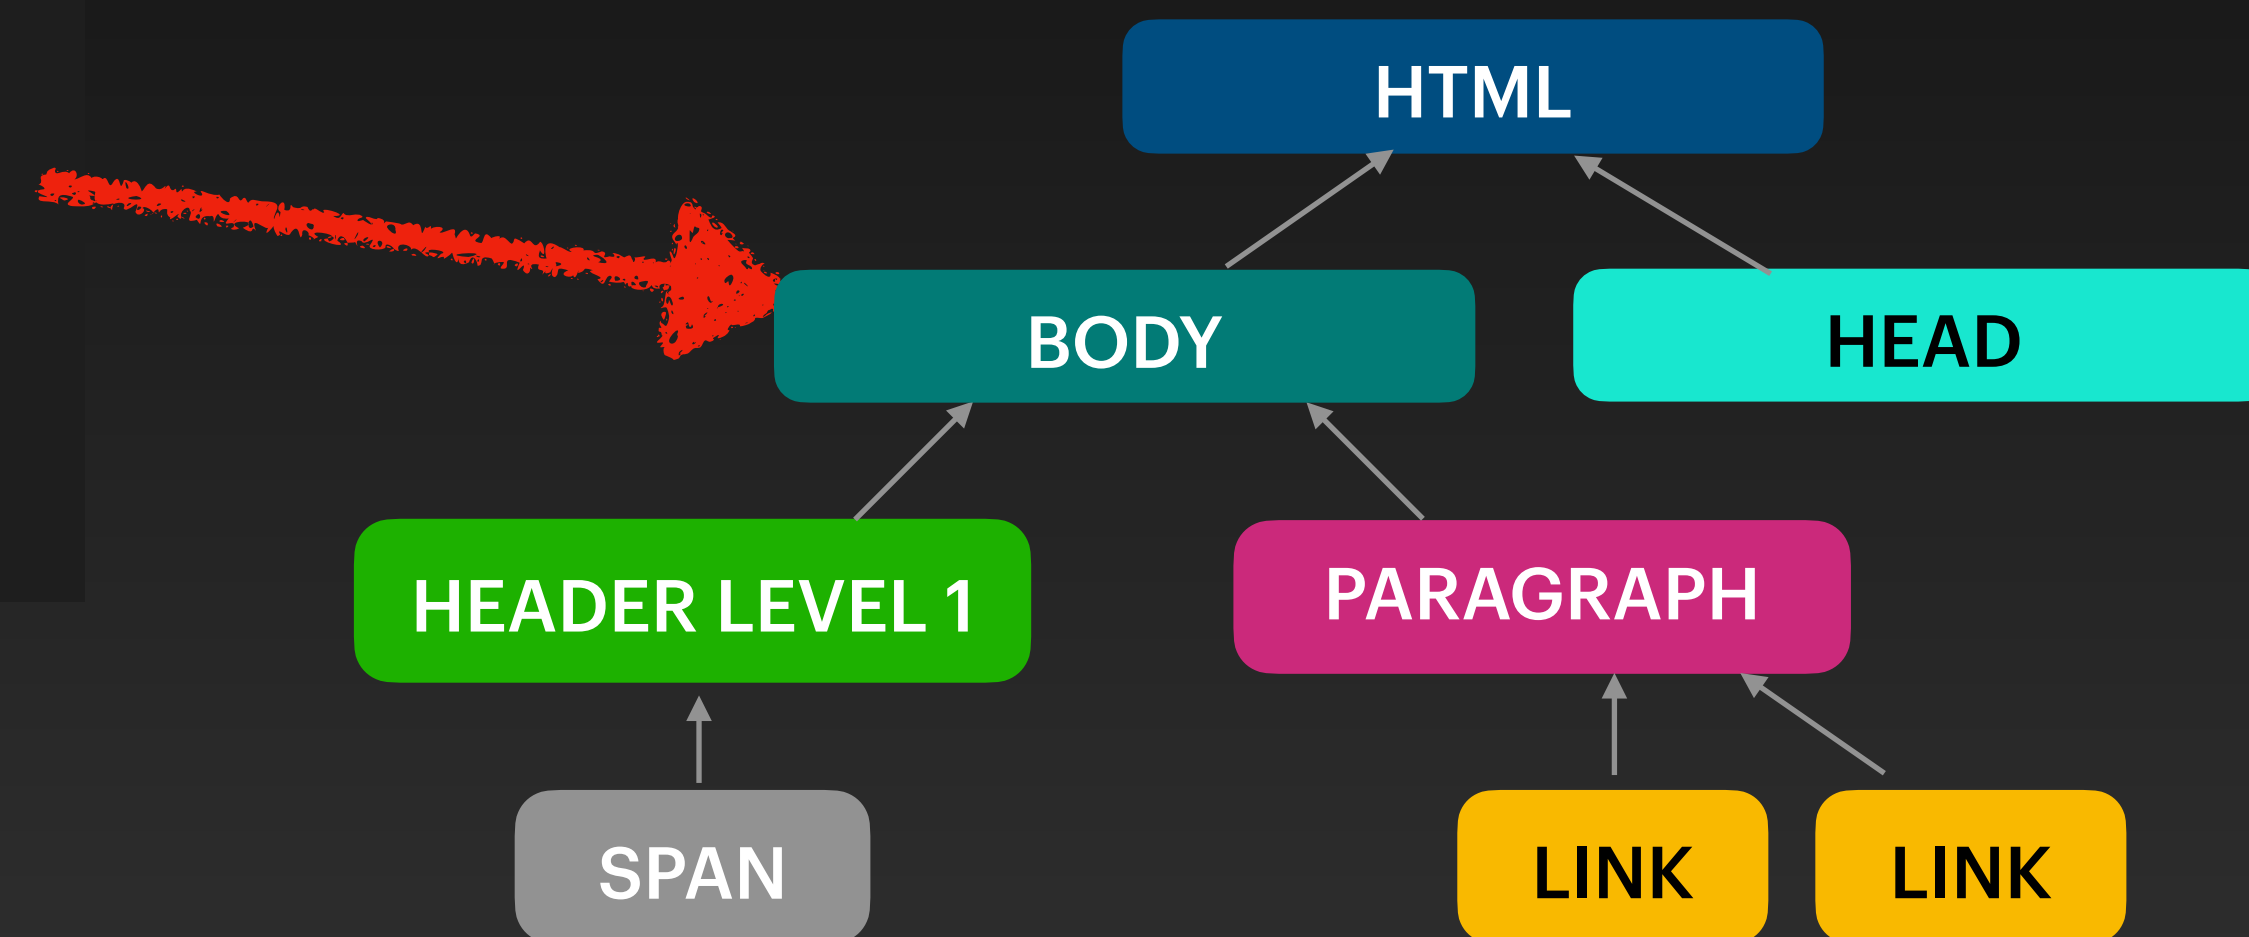 HTML
BODY
HEAD
HEADER LEVEL 1
PARAGRAPH
SPAN
LINK
LINK